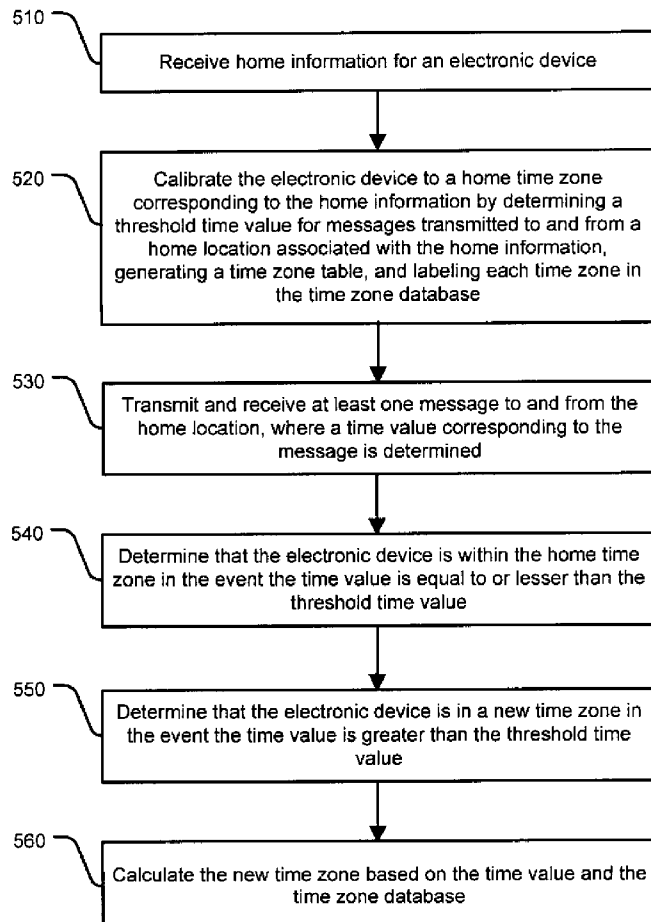 510
Receive home information for an electronic device
520
Calibrate the electronic device to a home time zone
corresponding to the home information by determining a
threshold time value for messages transmitted to and from a
home location associated with the home information,
generating a time zone table, and labeling each time zone in
the time zone database
530
Transmit and receive at least one message to and from the
home location, where a time value corresponding to the
message is determined
540
Determine that the electronic device is within the home time
zone in the event the time value is equal to or lesser than the
threshold time value
550
Determine that the electronic device is in a new time zone in
the event the time value is greater than the threshold time
value
560
Calculate the new time zone based on the time value and the
time zone database